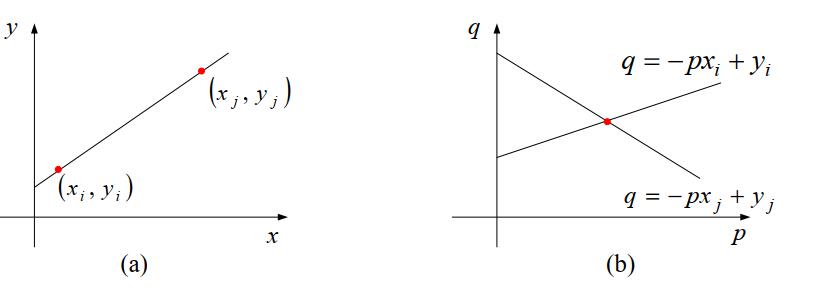 y
(x_j, y_j)
(x_i, y_i)
x
(a)
q
q = -px_i + y_i
q = -px_j + y_j
p
(b)